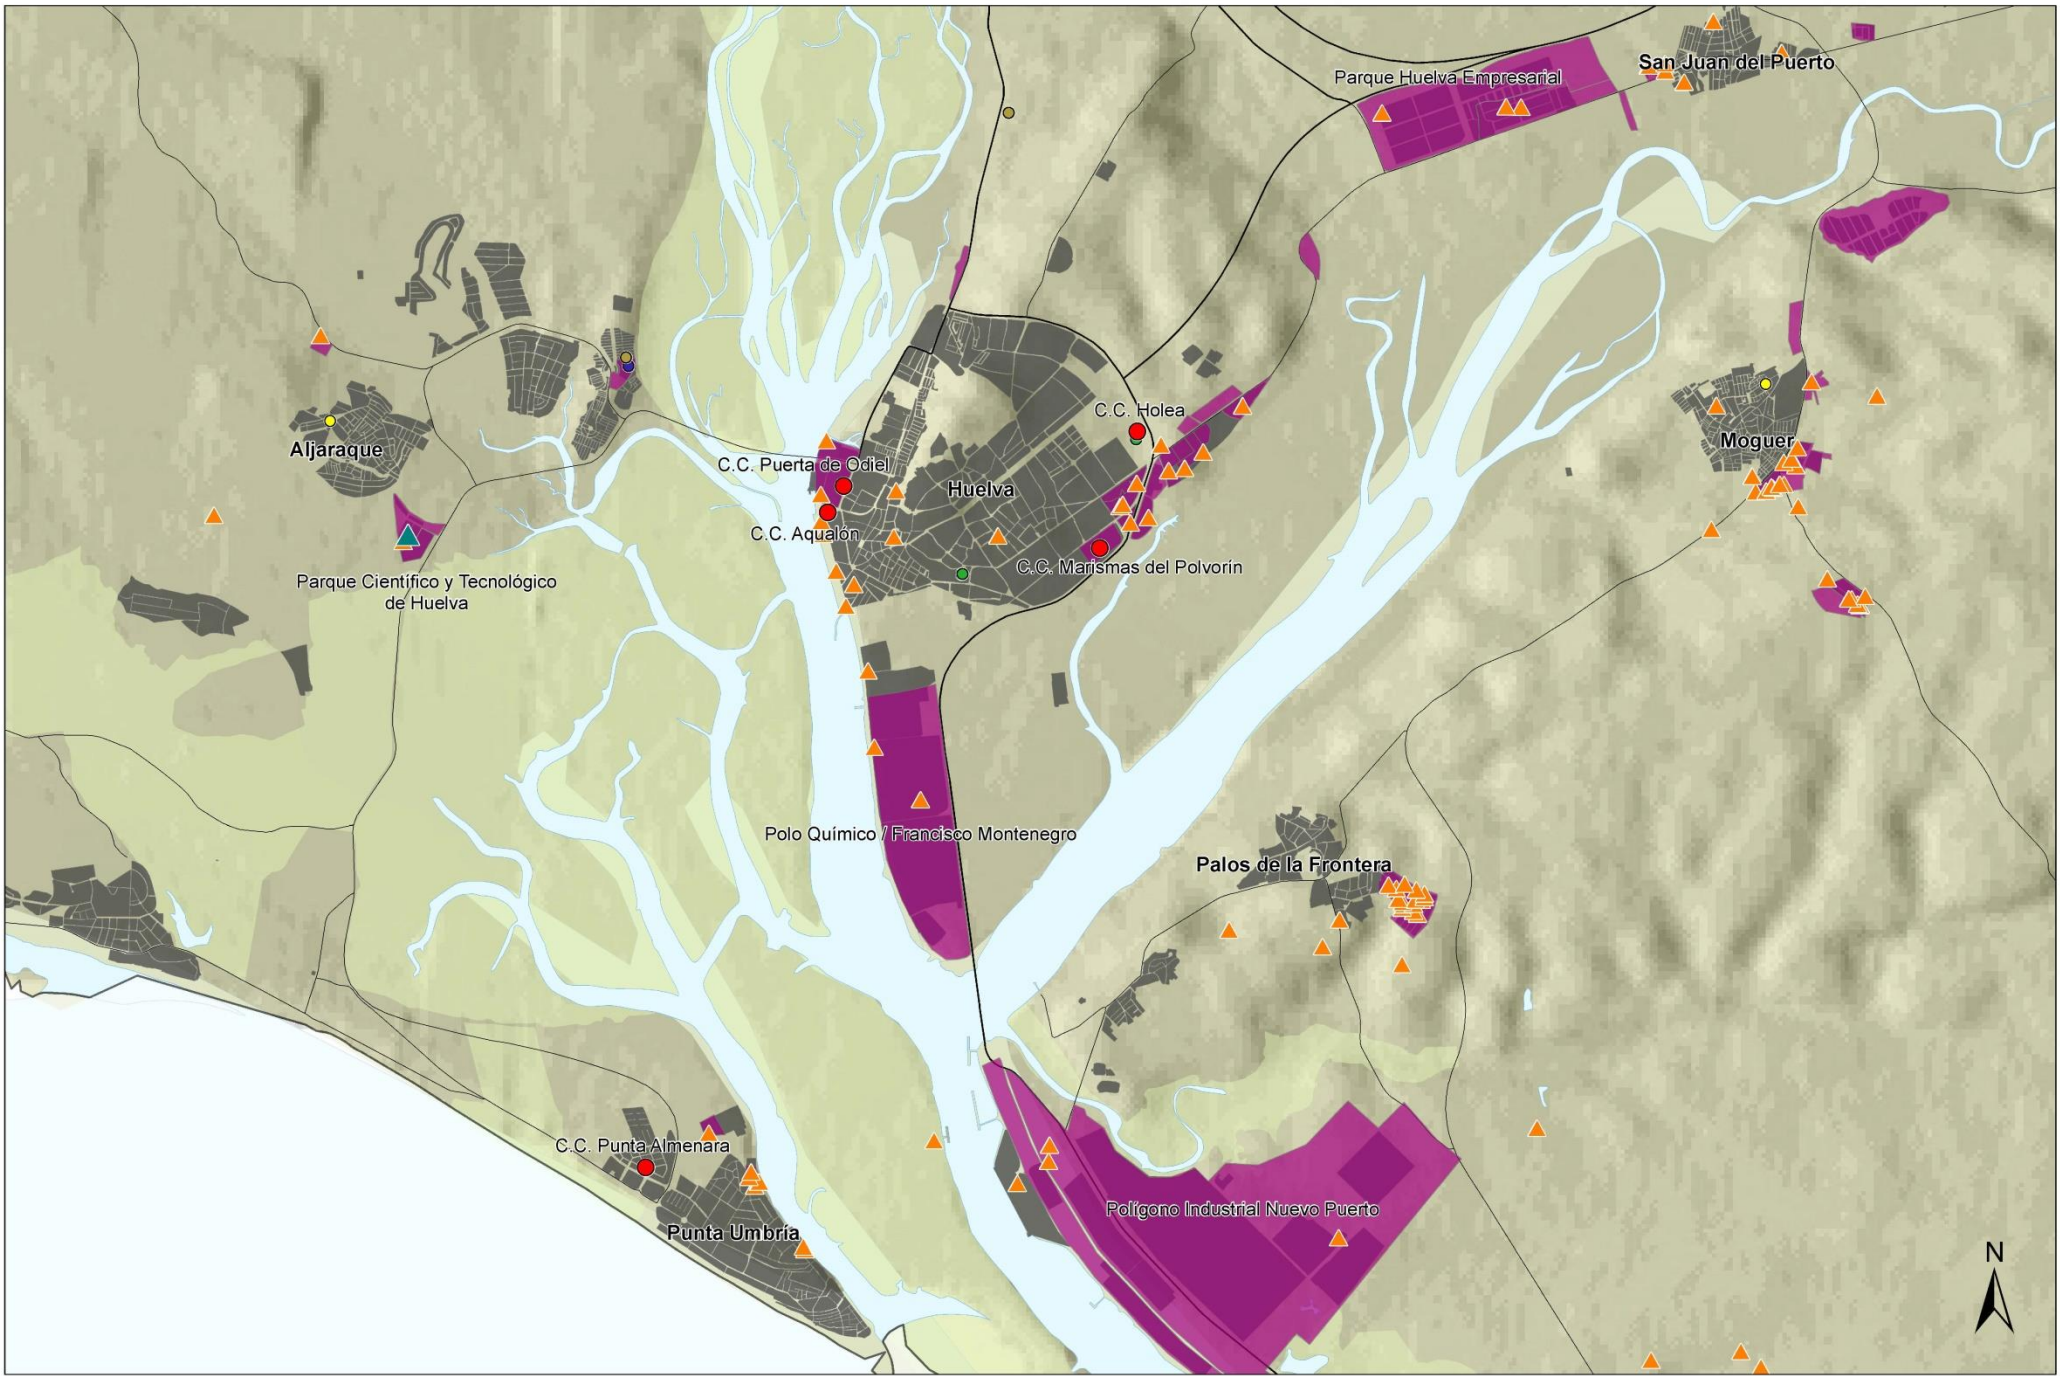 San Juan del Puerto
Parque Huelva Empresarial
C.C. Holea
Aljaraque
Moguer
C.C. Puerta de Odiel
Huelva
C.C. Aqualón
C.C. Marismas del Polvorín
Parque Científico y Tecnológico
de Huelva
Polo Químico / Francisco Montenegro
Palos de la Frontera
C.C. Punta Almenara
Polígono Industrial Nuevo Puerto
Punta Umbría
N